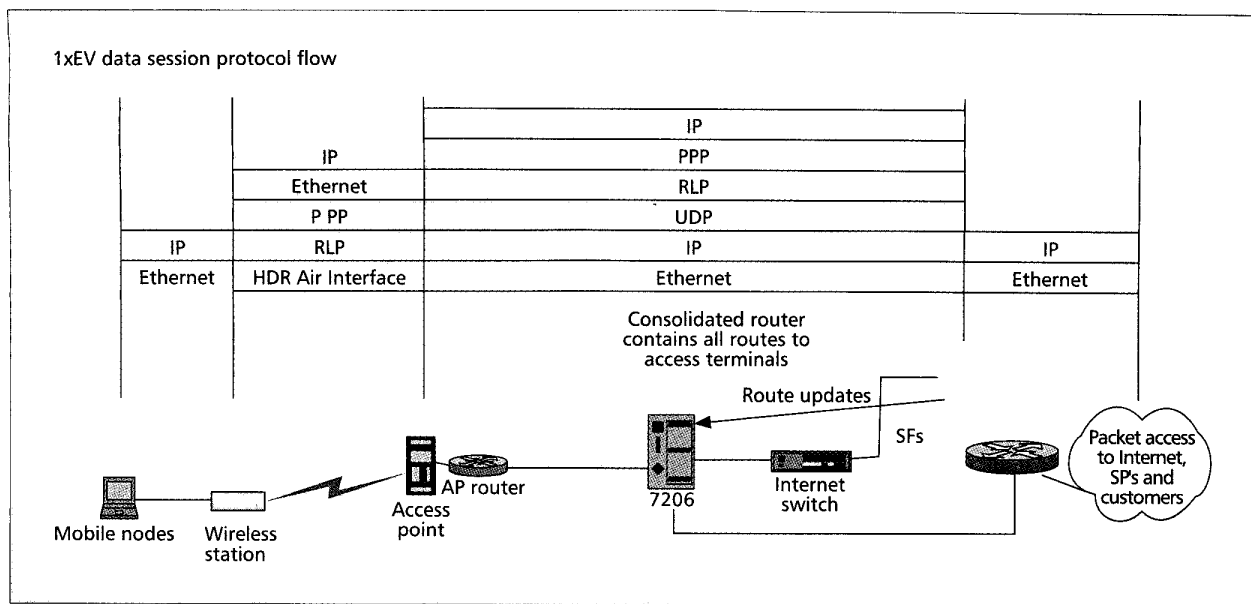 1xEV data session protocol flow
IP
IP PPP
Ethernet RLP
P PP UDP
IP RLP IP IP
Ethernet HDR Air Interface Ethernet Ethernet
Consolidated router
contains all routes to
access terminals
Route updates
SFs
Packet access
to Internet,
SP's and
customers
AP router
7206
Internet
switch
Access
point
Mobile nodes
Wireless
station